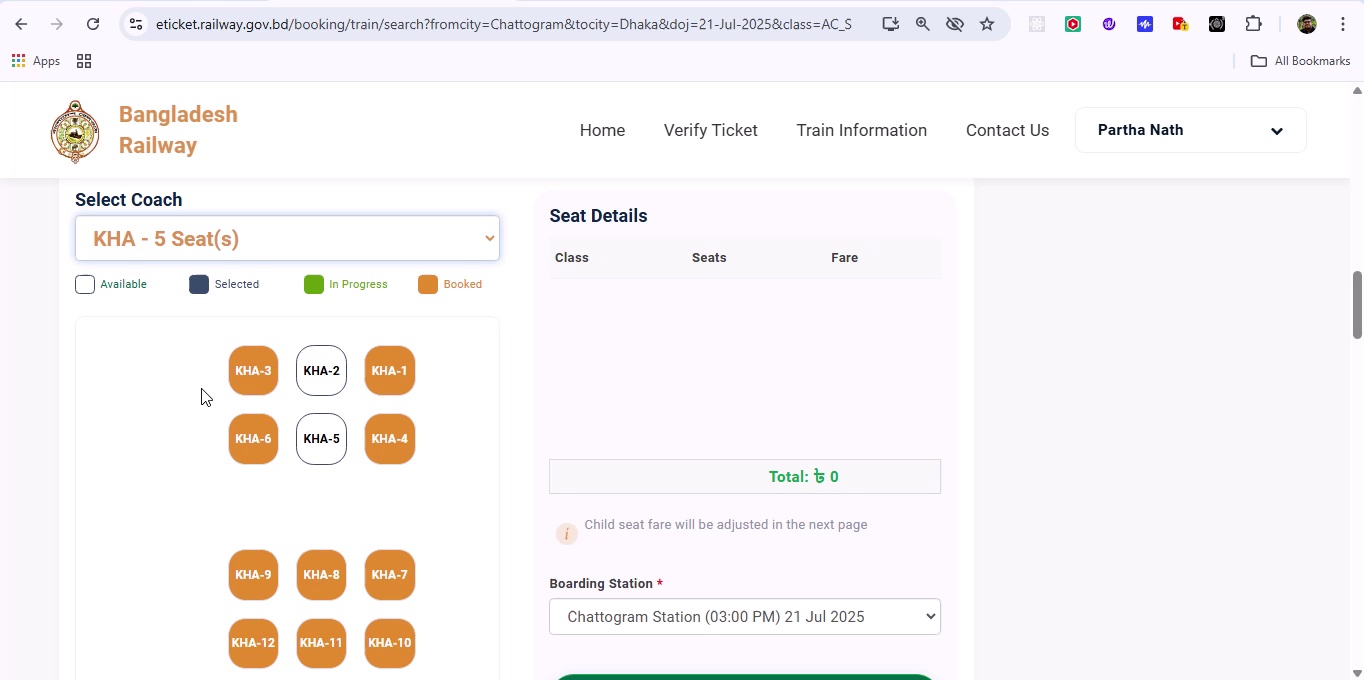 eticket.railway.gov.bd/booking/train/search?fromcity=Chattogram&tocity=Dhaka&doj=21-Jul-2025&class=AC_S
Apps
All Bookmarks
Bangladesh
Railway
Home
Verify Ticket
Train Information
Contact Us
Partha Nath
Select Coach
KHA - 5 Seat(s)
Available
Selected
In Progress
Booked
KHA-3
KHA-2
KHA-1
KHA-6
KHA-5
KHA-4
KHA-9
KHA-8
KHA-7
KHA-12
KHA-11
KHA-10
Seat Details
Class Seats Fare
Total: ৳ 0
i Child seat fare will be adjusted in the next page
Boarding Station *
Chattogram Station (03:00 PM) 21 Jul 2025